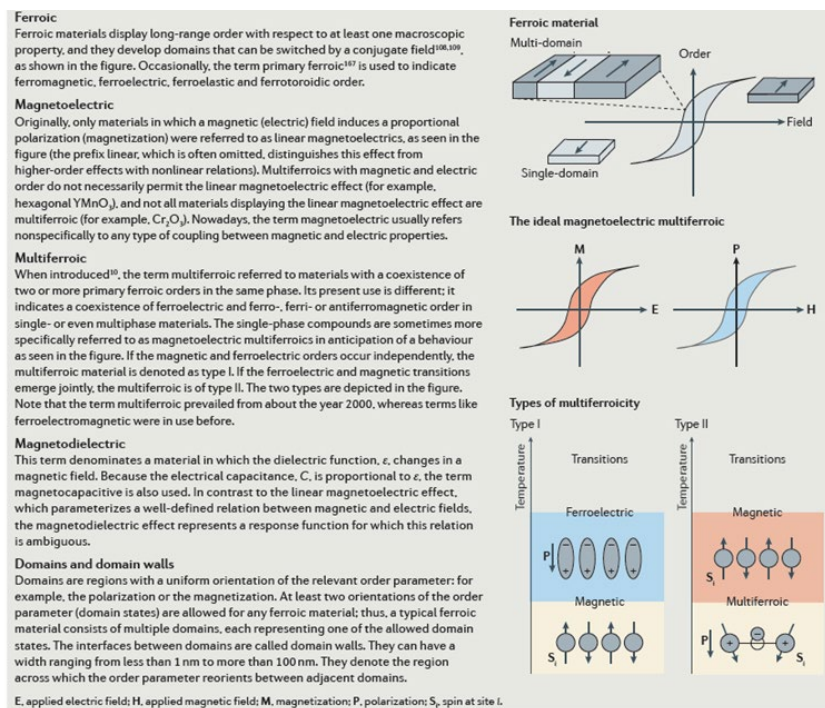 Ferroic
Ferroic materials display long-range order with respect to at least one macroscopic
property, and they develop domains that can be switched by a conjugate field¹⁰⁸,¹⁰⁹,
as shown in the figure. Occasionally, the term primary ferroic¹⁶⁷ is used to indicate
ferromagnetic, ferroelectric, ferroelastic and ferrotoroidic order.
Magnetoelectric
Originally, only materials in which a magnetic (electric) field induces a proportional
polarization (magnetization) were referred to as linear magnetoelectrics, as seen in the
figure (the prefix linear, which is often omitted, distinguishes this effect from
higher-order effects with nonlinear relations). Multiferroics with magnetic and electric
order do not necessarily permit the linear magnetoelectric effect (for example,
hexagonal YMnO₃), and not all materials displaying the linear magnetoelectric effect are
multiferroic (for example, Cr₂O₃). Nowadays, the term magnetoelectric usually refers
nonspecifically to any type of coupling between magnetic and electric properties.
Multiferroic
When introduced¹⁰, the term multiferroic referred to materials with a coexistence of
two or more primary ferroic orders in the same phase. Its present use is different; it
indicates a coexistence of ferroelectric and ferro-, ferri- or antiferromagnetic order in
single- or even multiphase materials. The single-phase compounds are sometimes more
specifically referred to as magnetoelectric multiferroics in anticipation of a behaviour
as seen in the figure. If the magnetic and ferroelectric orders occur independently, the
multiferroic material is denoted as type I. If the ferroelectric and magnetic transitions
emerge jointly, the multiferroic is of type II. The two types are depicted in the figure.
Note that the term multiferroic prevailed from about the year 2000, whereas terms like
ferroelectromagnetic were in use before.
Magnetodielectric
This term denominates a material in which the dielectric function, ε, changes in a
magnetic field. Because the electrical capacitance, C, is proportional to ε, the term
magnetocapacitive is also used. In contrast to the linear magnetoelectric effect,
which parameterizes a well-defined relation between magnetic and electric fields,
the magnetodielectric effect represents a response function for which this relation
is ambiguous.
Domains and domain walls
Domains are regions with a uniform orientation of the relevant order parameter: for
example, the polarization or the magnetization. At least two orientations of the order
parameter (domain states) are allowed for any ferroic material; thus, a typical ferroic
material consists of multiple domains, each representing one of the allowed domain
states. The interfaces between domains are called domain walls. They can have a
width ranging from less than 1 nm to more than 100 nm. They denote the region
across which the order parameter reorients between adjacent domains.
E, applied electric field; H, applied magnetic field; M, magnetization; P, polarization; Sᵢ, spin at site i.
Ferroic material
Multi-domain
Order
Field
Single-domain
The ideal magnetoelectric multiferroic
M
E
P
H
Types of multiferroicity
Type I
Temperature
Transitions
Ferroelectric
P
− − − −
+ + + +
Magnetic
Sᵢ
Type II
Temperature
Transitions
Magnetic
Sᵢ
Multiferroic
P
+ − +
Sᵢ